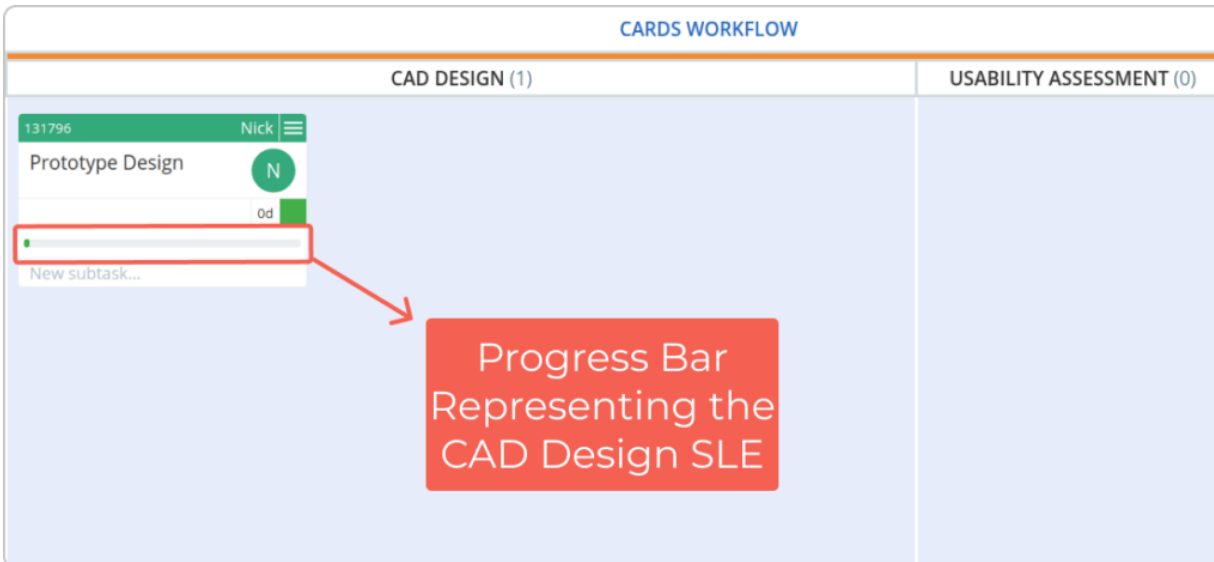 CARDS WORKFLOW
CAD DESIGN (1)
USABILITY ASSESSMENT (0)
131796 Nick
Prototype Design
N
0d
New subtask...
Progress Bar
Representing the
CAD Design SLE